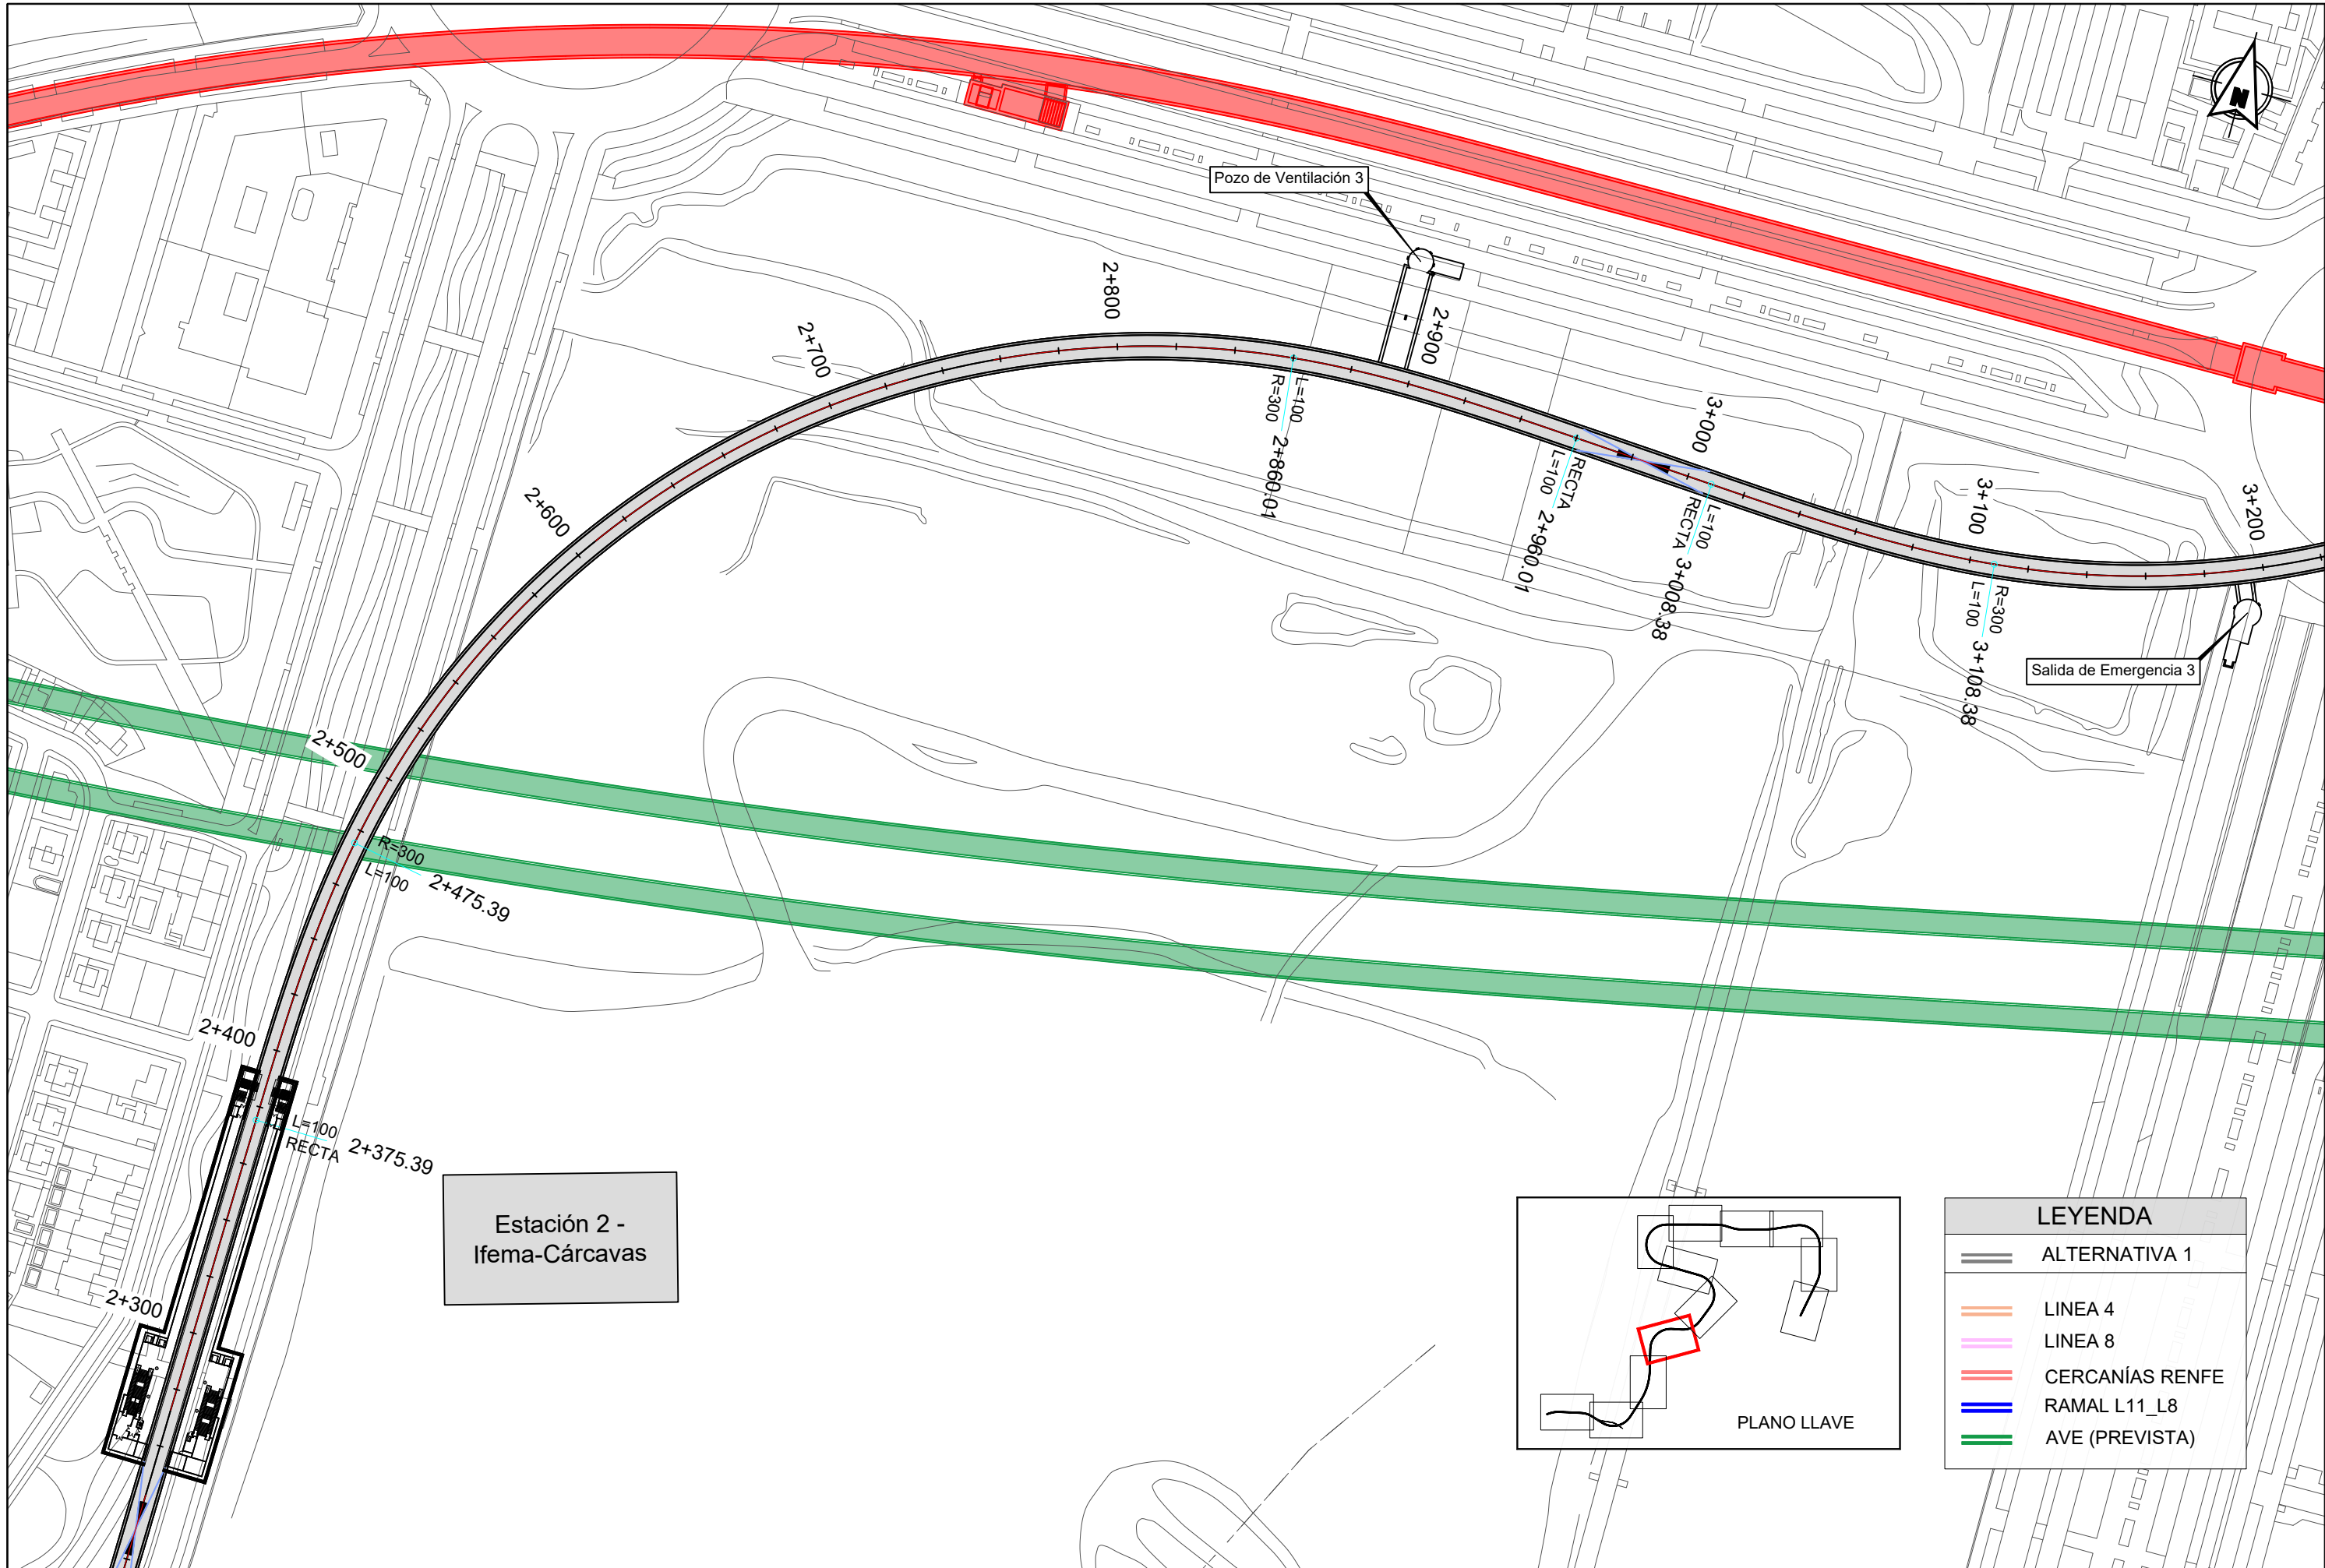 N
Pozo de Ventilación 3
2+800
2+700
2+900
R=300
L=100
2+860.01
3+000
RECTA
L=100
2+960.01
L=100
RECTA
3+008.38
3+100
3+200
R=300
L=100
3+108.38
Salida de Emergencia 3
2+600
2+500
R=300
L=100
2+475.39
2+400
L=100
RECTA
2+375.39
2+300
Estación 2 -
Ifema-Cárcavas
PLANO LLAVE
LEYENDA
ALTERNATIVA 1
LINEA 4
LINEA 8
CERCANÍAS RENFE
RAMAL L11_L8
AVE (PREVISTA)